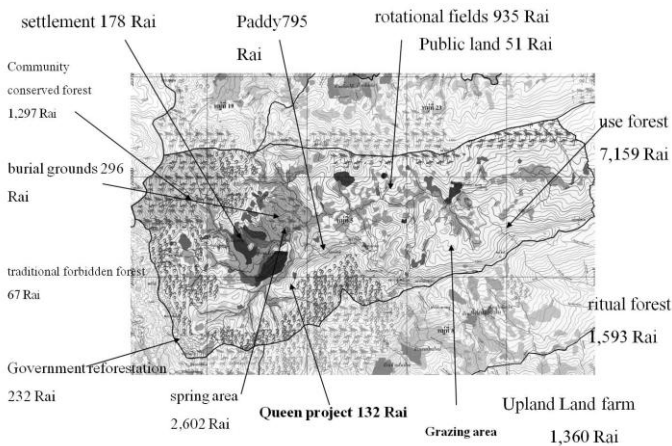 settlement 178 Rai
Paddy795
Rai
rotational fields 935 Rai
Public land 51 Rai
Community
conserved forest
1,297 Rai
use forest
7,159 Rai
burial grounds 296
Rai
traditional forbidden forest
67 Rai
ritual forest
1,593 Rai
Government reforestation
232 Rai
spring area
2,602 Rai
Queen project 132 Rai
Grazing area
Upland Land farm
1,360 Rai